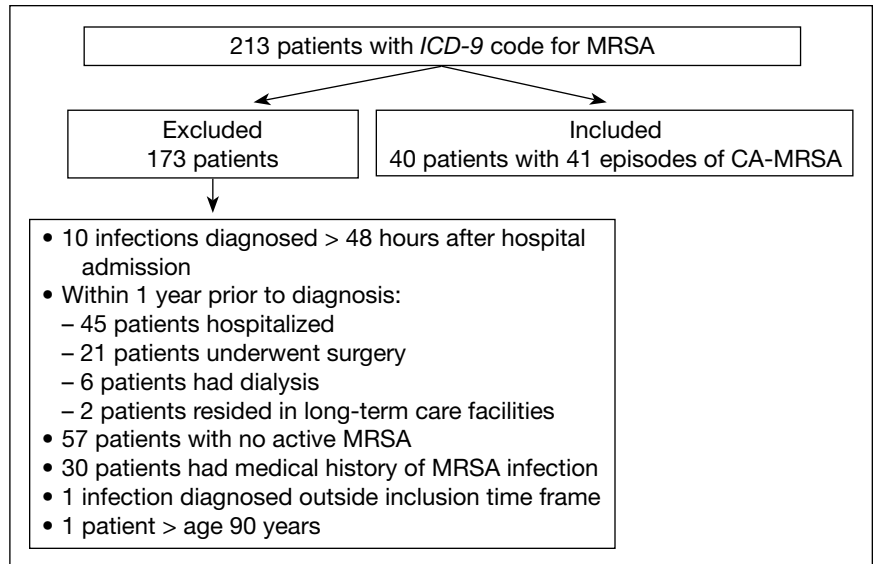 213 patients with ICD-9 code for MRSA
Excluded
173 patients
Included
40 patients with 41 episodes of CA-MRSA
• 10 infections diagnosed > 48 hours after hospital
admission
• Within 1 year prior to diagnosis:
– 45 patients hospitalized
– 21 patients underwent surgery
– 6 patients had dialysis
– 2 patients resided in long-term care facilities
• 57 patients with no active MRSA
• 30 patients had medical history of MRSA infection
• 1 infection diagnosed outside inclusion time frame
• 1 patient > age 90 years